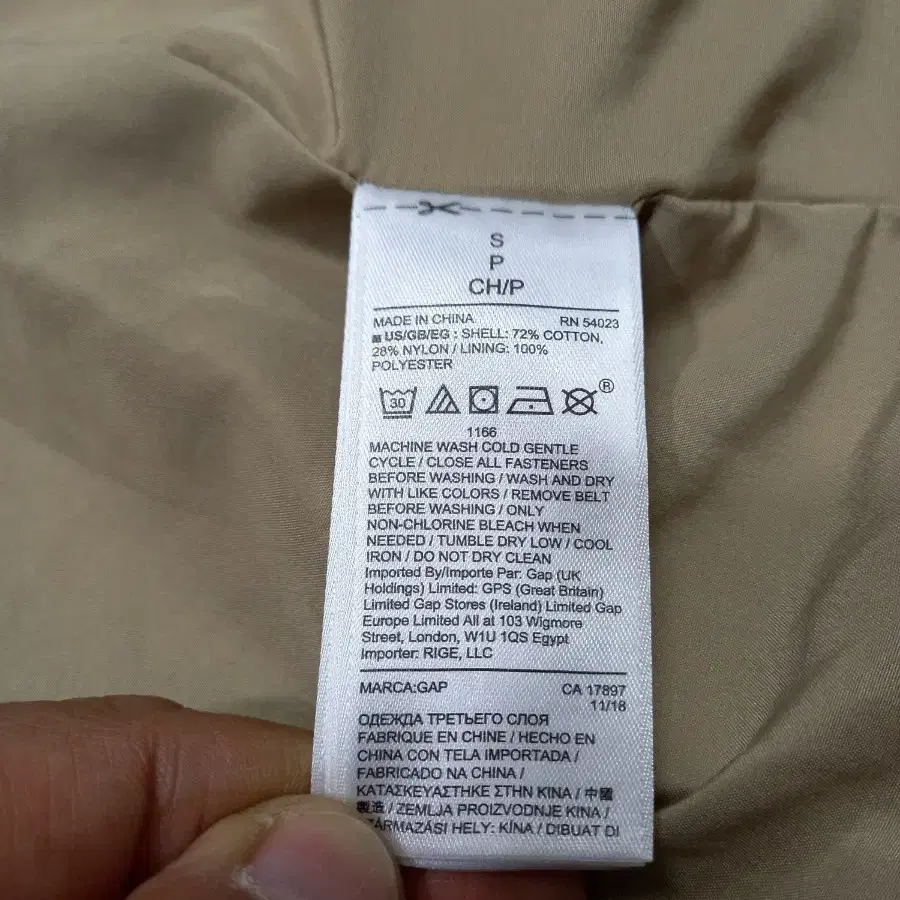 S
P
CH/P
MADE IN CHINA RN 54023
US/GB/EG : SHELL: 72% COTTON,
28% NYLON / LINING: 100%
POLYESTER
30 ®
1166
MACHINE WASH COLD GENTLE
CYCLE / CLOSE ALL FASTENERS
BEFORE WASHING / WASH AND DRY
WITH LIKE COLORS / REMOVE BELT
BEFORE WASHING / ONLY
NON-CHLORINE BLEACH WHEN
NEEDED / TUMBLE DRY LOW / COOL
IRON / DO NOT DRY CLEAN
Imported By/Importe Par: Gap (UK
Holdings) Limited: GPS (Great Britain)
Limited Gap Stores (Ireland) Limited Gap
Europe Limited All at 103 Wigmore
Street, London, W1U 1QS Egypt
Importer: RIGE, LLC
MARCA:GAP CA 17897
11/18
ОДЕЖДА ТРЕТЬЕГО СЛОЯ
FABRIQUE EN CHINE / HECHO EN
CHINA CON TELA IMPORTADA /
FABRICADO NA CHINA /
ΚΑΤΑΣΚΕΥΑΣΤΗΚΕ ΣΤΗΝ ΚΙΝΑ / 中國
製造 / ZEMLJA PROIZVODNJE KINA /
HELY: KÍNA / DIBUAT DI